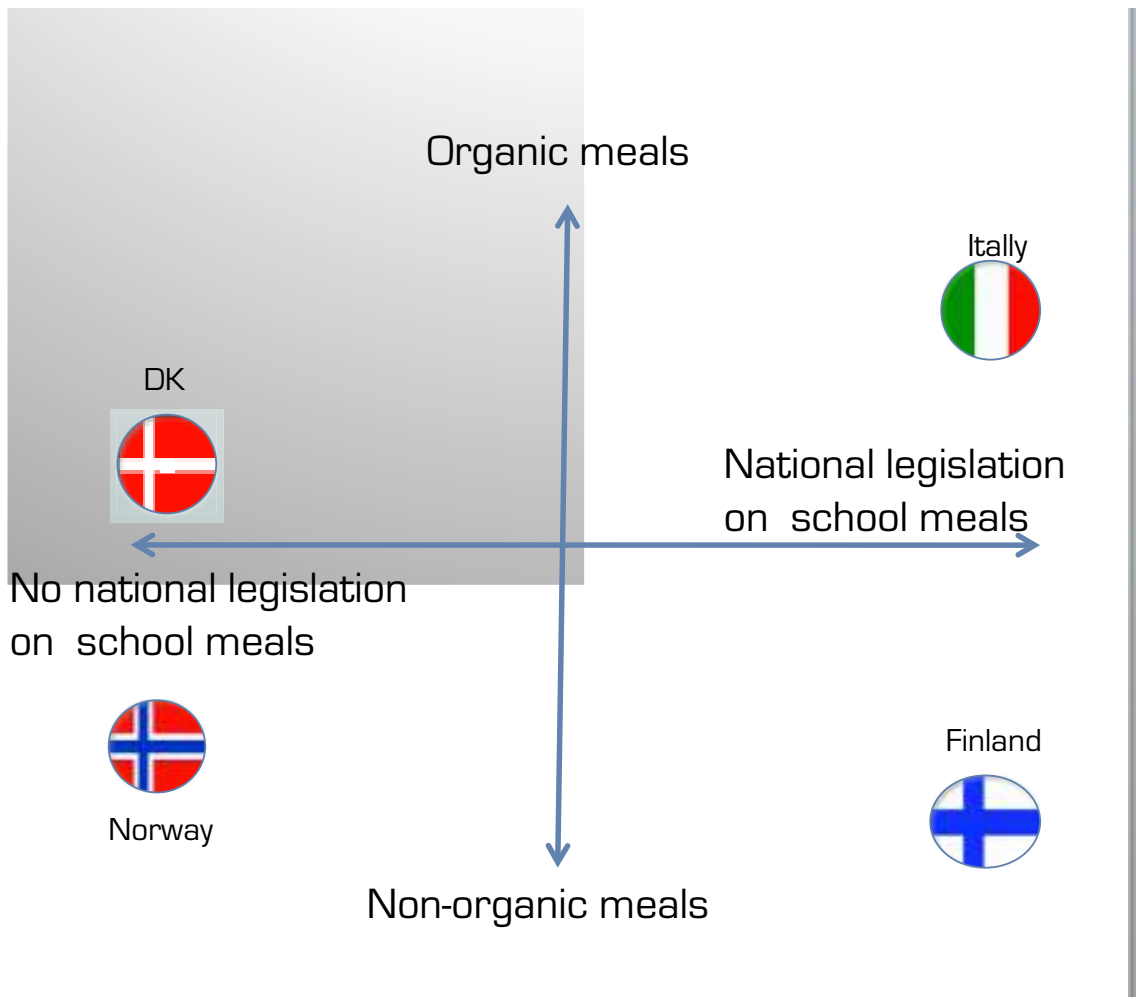 Organic meals
Itally
DK
National legislation
on  school meals
No national legislation
on  school meals
Finland
Norway
Non-organic meals